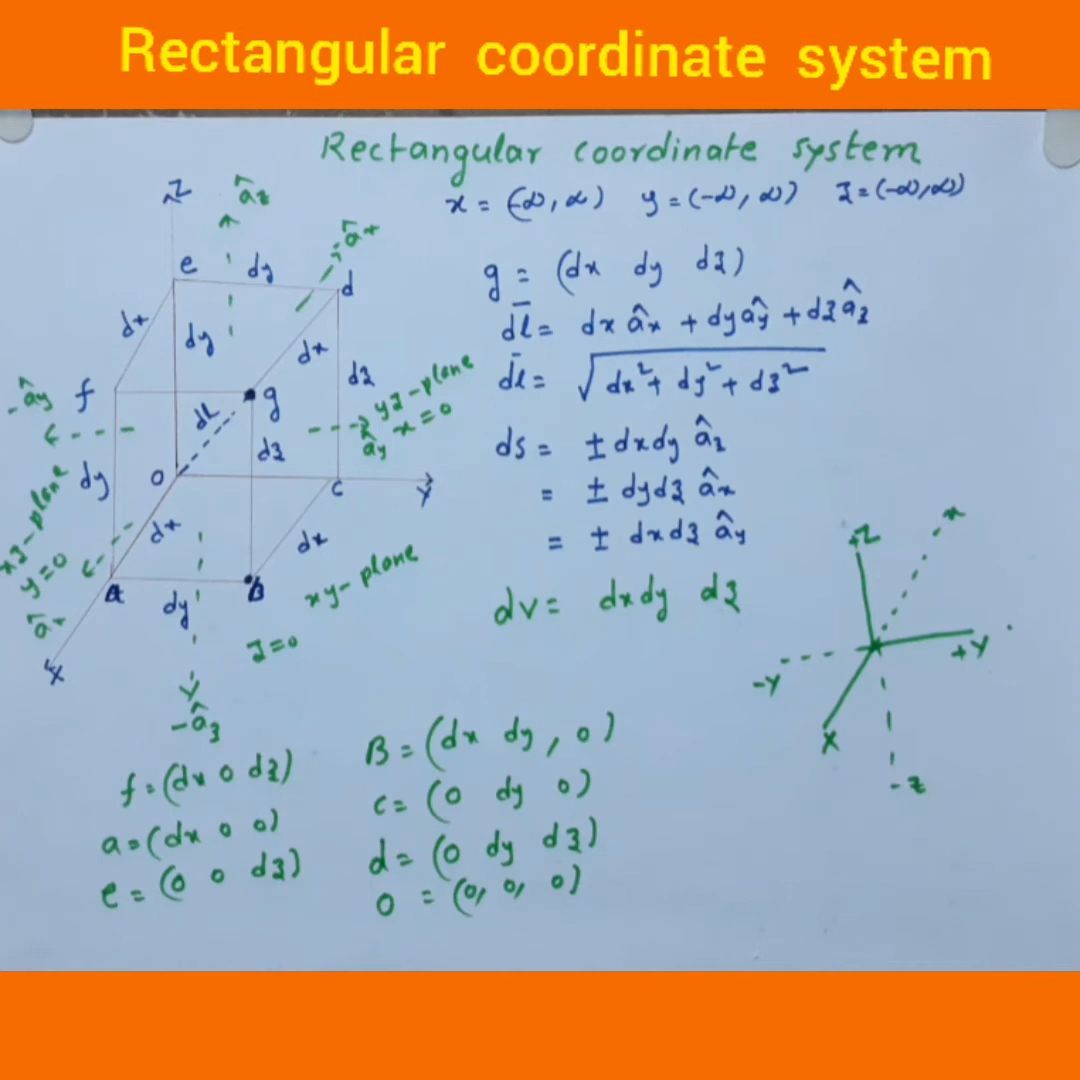 Rectangular coordinate system
Rectangular coordinate system
x = (-∞, ∞) y = (-∞, ∞) z = (-∞, ∞)
g = (dx dy dz)
dl̄ = dx âx + dy ây + dz âz
dl̄ = √dx² + dy² + dz²
ds = ± dxdy âz
= ± dydz âx
= ± dxdz ây
dv = dxdy dz
Z
âz
-âx
e
dy
d
dx
dy
dx
dz
-ây
f
dl
g
dz
yz-plane
x=0
ây
xz-plane
y=0
dy
O
dx
C
Y
dx
a
dy
B
xy-plane
z=0
âx
X
-âz
+Z
-x
-Y
+Y
X
-Z
f = (dx 0 dz)
a = (dx 0 0)
e = (0 0 dz)
B = (dx dy, 0)
c = (0 dy 0)
d = (0 dy dz)
0 = (0, 0, 0)